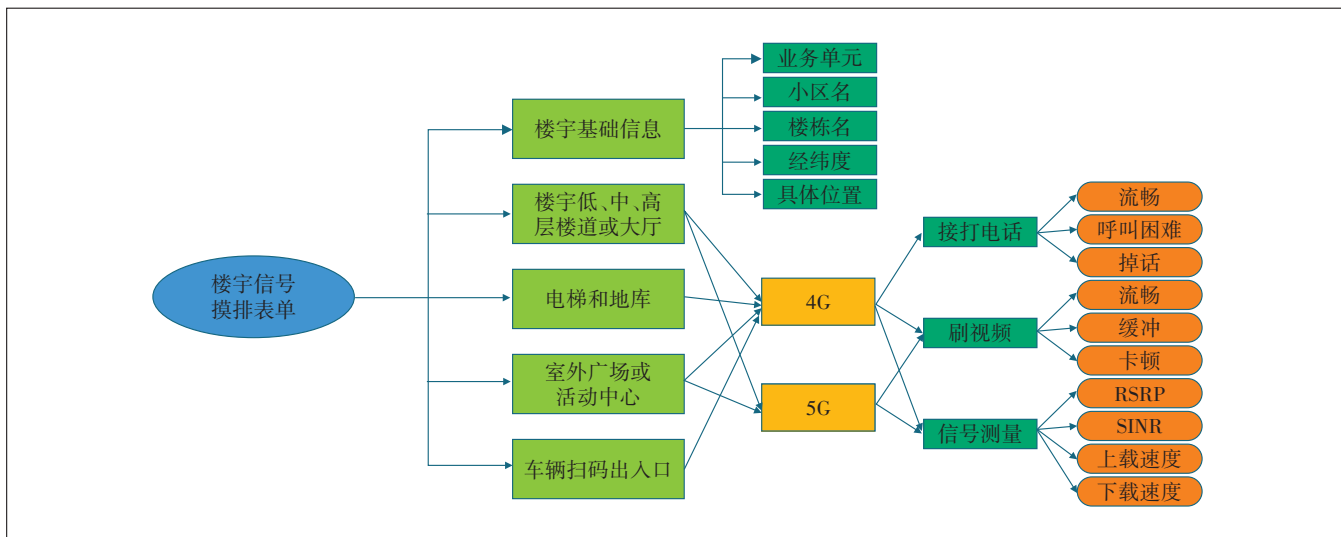 楼宇信号
摸排表单
楼宇基础信息
楼宇低、中、高
层楼道或大厅
电梯和地库
室外广场或
活动中心
车辆扫码出入口
业务单元
小区名
楼栋名
经纬度
具体位置
4G
5G
接打电话
刷视频
信号测量
流畅
呼叫困难
掉话
流畅
缓冲
卡顿
RSRP
SINR
上载速度
下载速度